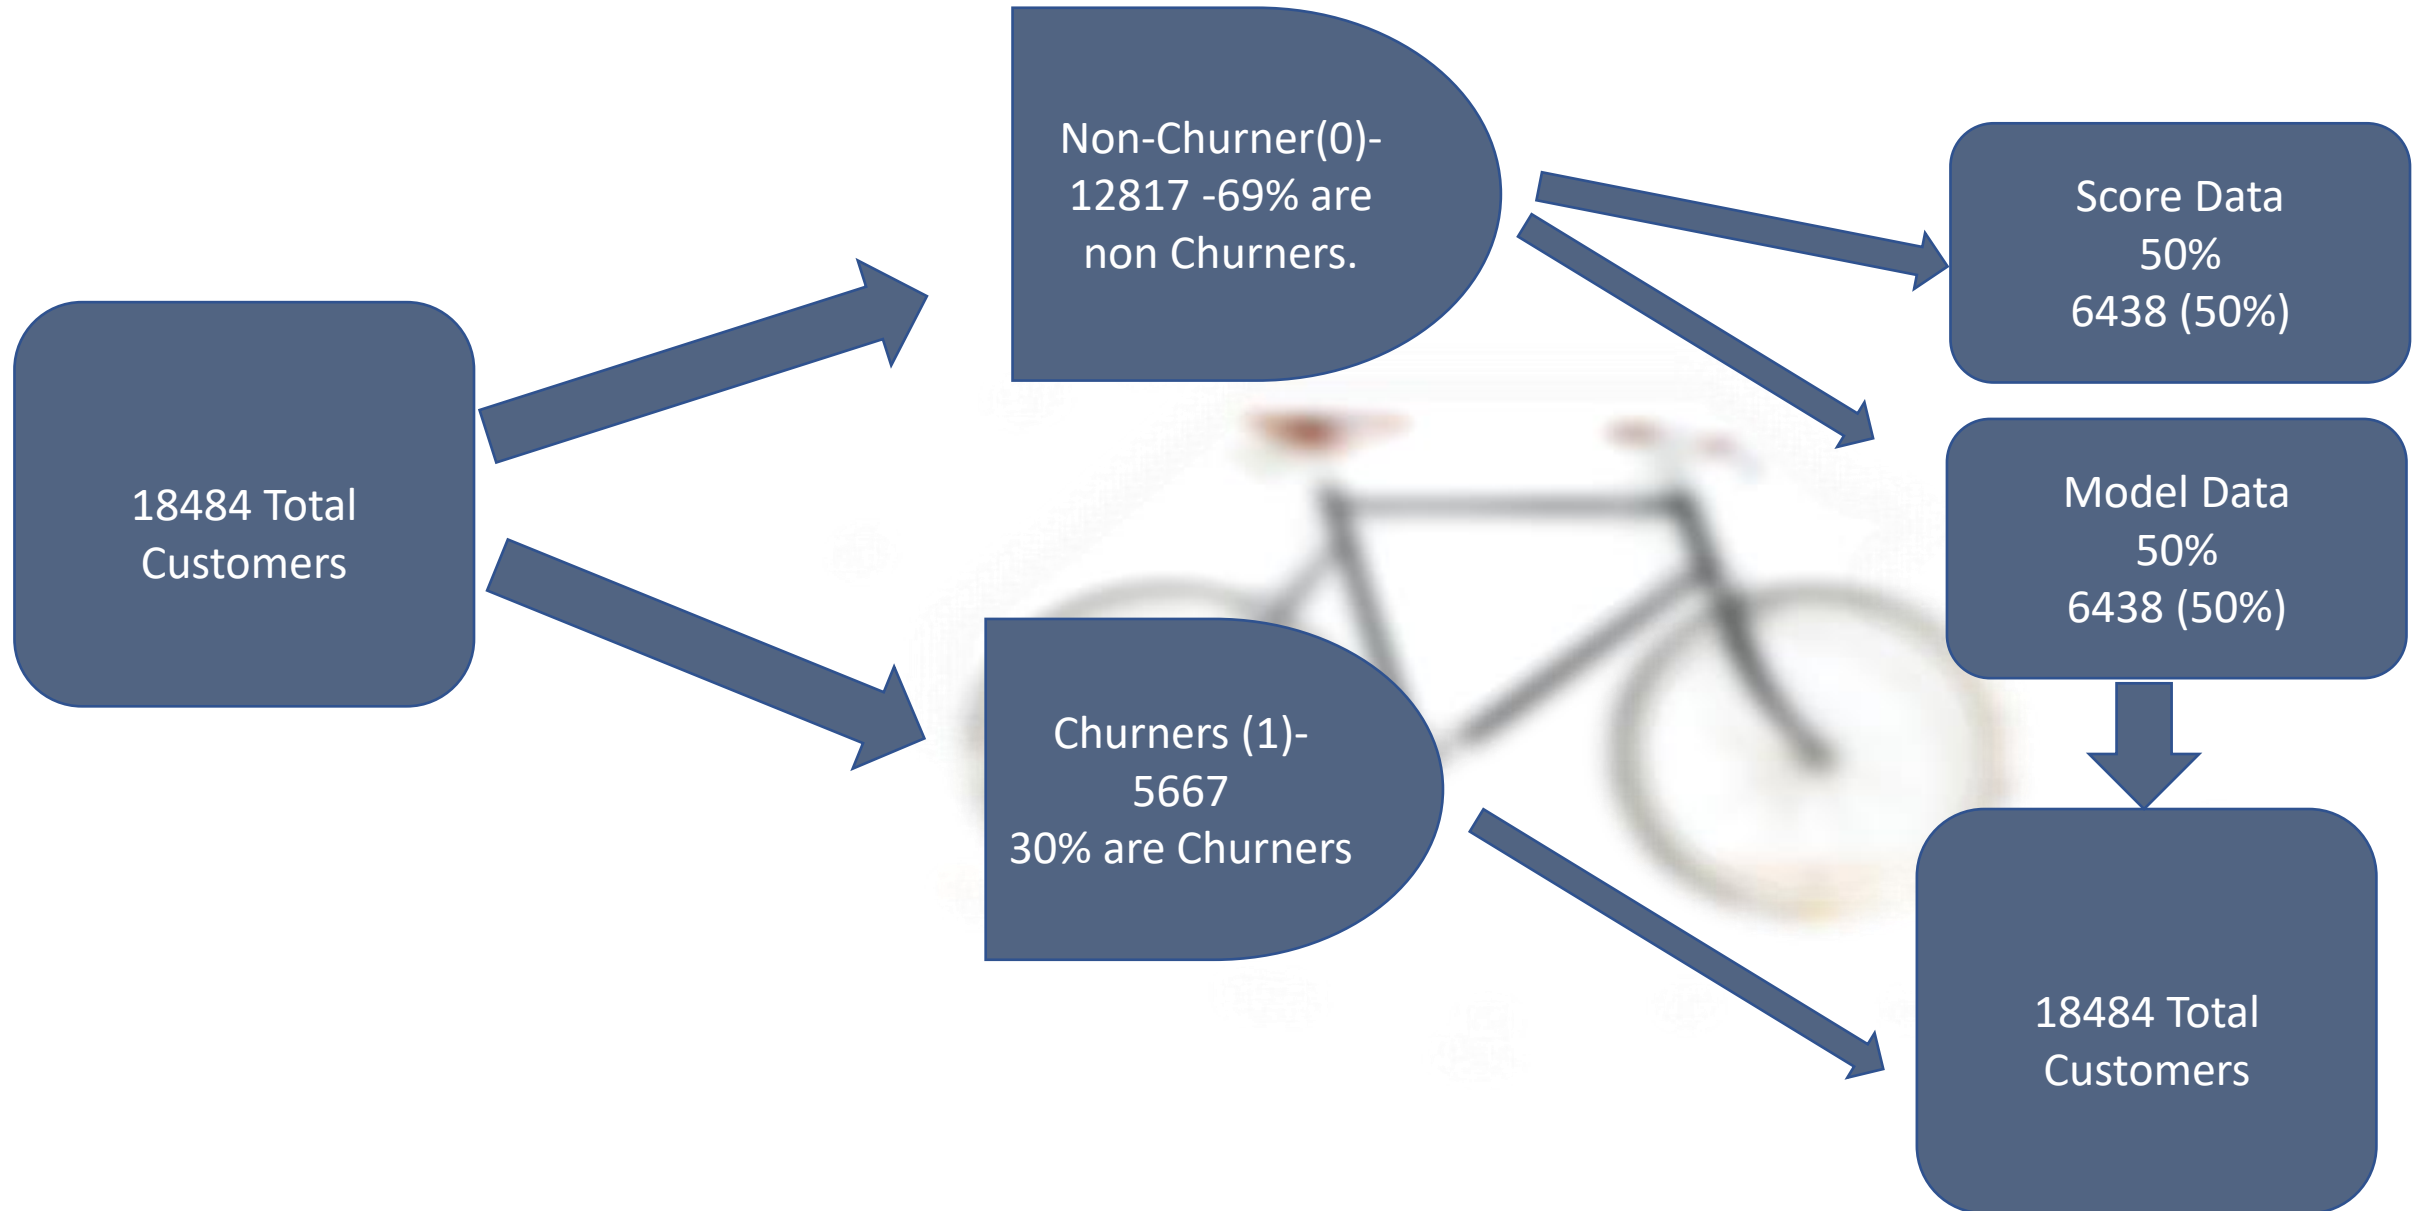 18484 Total
Customers
Non-Churner(0)-
12817 -69% are
non Churners.
Churners (1)-
5667
30% are Churners
Score Data
50%
6438 (50%)
Model Data
50%
6438 (50%)
18484 Total
Customers